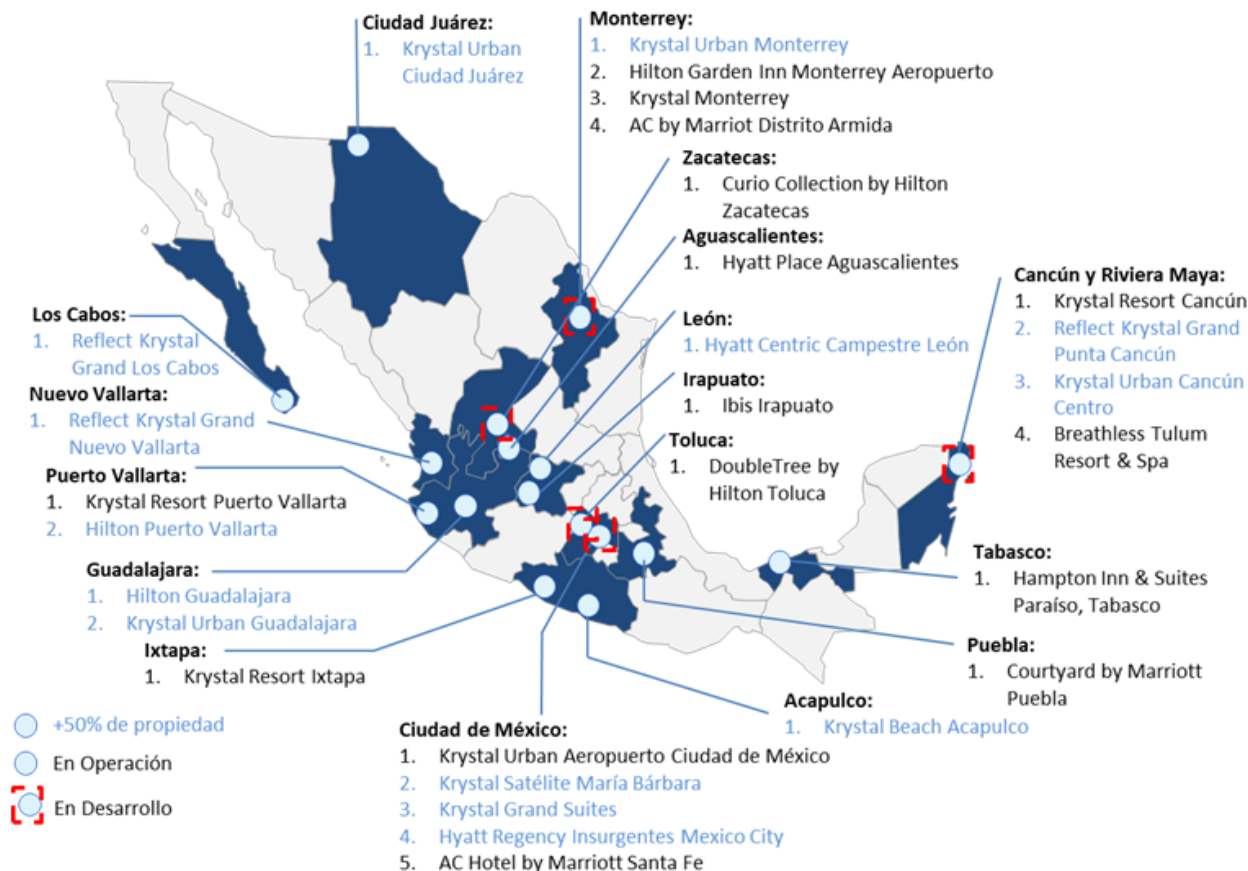 Ciudad Juárez:
1. Krystal Urban
Ciudad Juárez
Monterrey:
1. Krystal Urban Monterrey
2. Hilton Garden Inn Monterrey Aeropuerto
3. Krystal Monterrey
4. AC by Marriot Distrito Armida
Zacatecas:
1. Curio Collection by Hilton
Zacatecas
Aguascalientes:
1. Hyatt Place Aguascalientes
León:
1. Hyatt Centric Campestre León
Irapuato:
1. Ibis Irapuato
Toluca:
1. DoubleTree by
Hilton Toluca
Cancún y Riviera Maya:
1. Krystal Resort Cancún
2. Reflect Krystal Grand
Punta Cancún
3. Krystal Urban Cancún
Centro
4. Breathless Tulum
Resort & Spa
Los Cabos:
1. Reflect Krystal
Grand Los Cabos
Nuevo Vallarta:
1. Reflect Krystal Grand
Nuevo Vallarta
Puerto Vallarta:
1. Krystal Resort Puerto Vallarta
2. Hilton Puerto Vallarta
Guadalajara:
1. Hilton Guadalajara
2. Krystal Urban Guadalajara
Ixtapa:
1. Krystal Resort Ixtapa
Tabasco:
1. Hampton Inn & Suites
Paraíso, Tabasco
Puebla:
1. Courtyard by Marriott
Puebla
Acapulco:
1. Krystal Beach Acapulco
Ciudad de México:
1. Krystal Urban Aeropuerto Ciudad de México
2. Krystal Satélite María Bárbara
3. Krystal Grand Suites
4. Hyatt Regency Insurgentes Mexico City
5. AC Hotel by Marriott Santa Fe
+50% de propiedad
En Operación
En Desarrollo